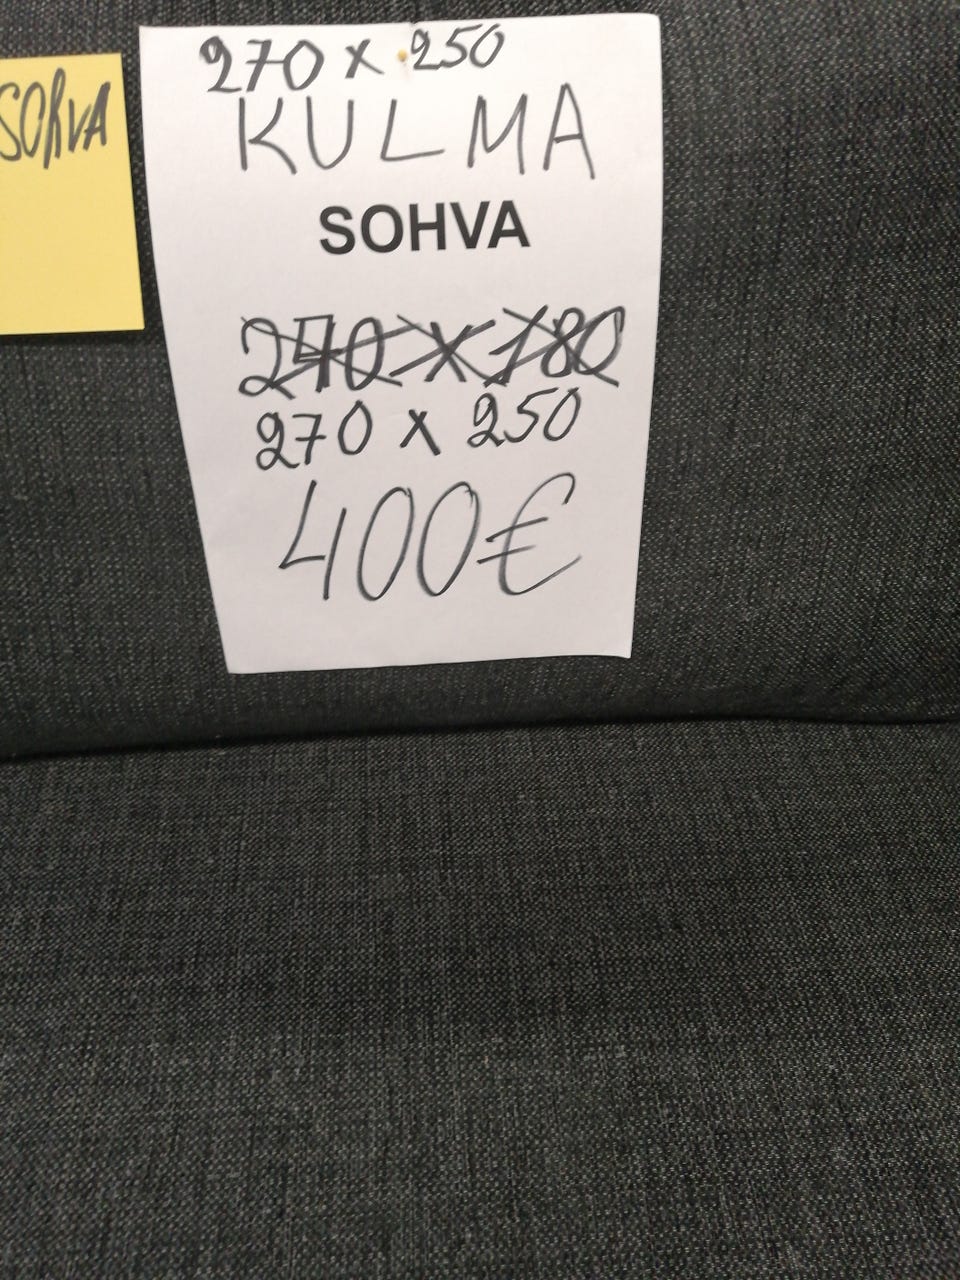 SOhVA
270 x 250
KULMA
SOHVA
270 x 180
270 x 250
400€